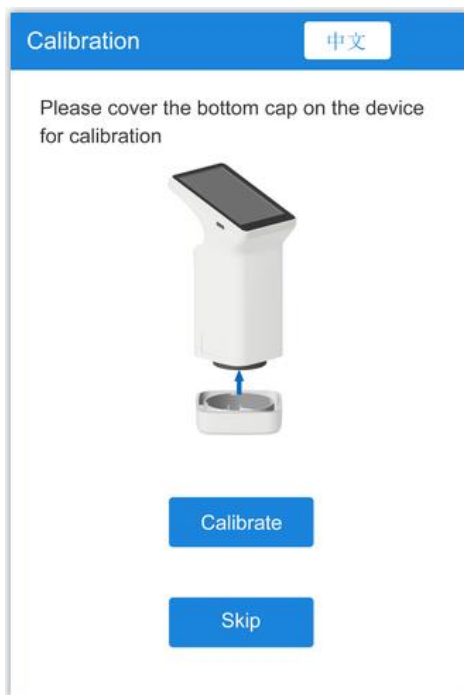 Calibration
中文
Please cover the bottom cap on the device
for calibration
Calibrate
Skip